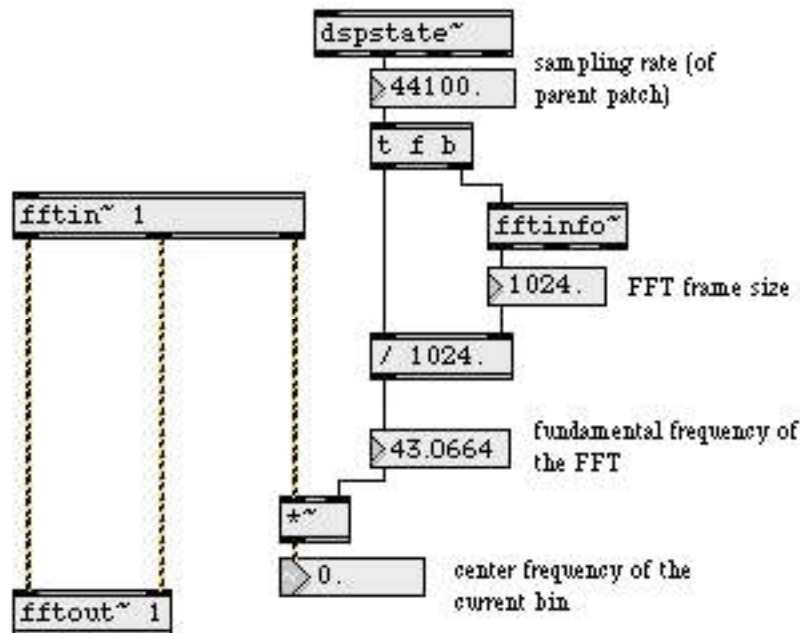 dspstate~
44100.
sampling rate (of
parent patch)
t f b
fftin~ 1
fftinfo~
1024.
FFT frame size
/ 1024.
43.0664
fundamental frequency of
the FFT
*~
0.
center frequency of the
current bin
fftout~ 1